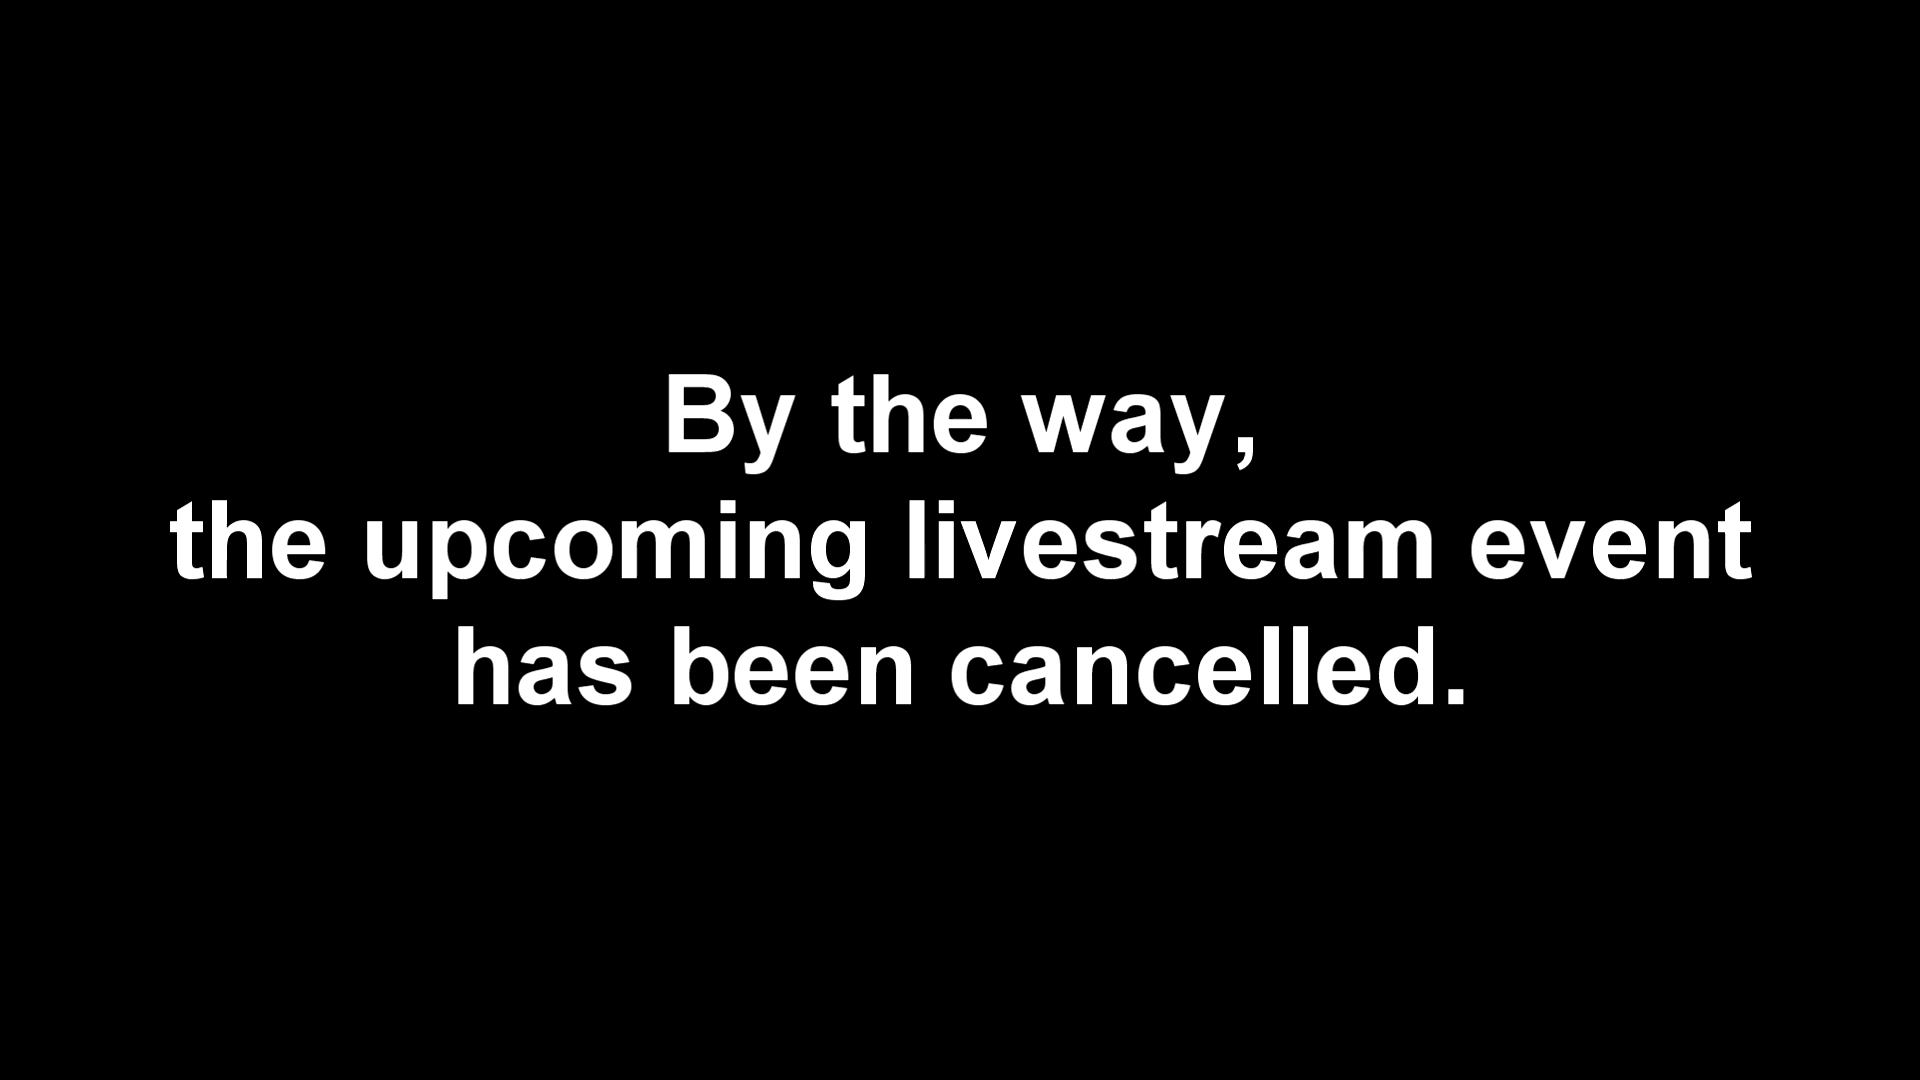 By the way,
the upcoming livestream event
has been cancelled.